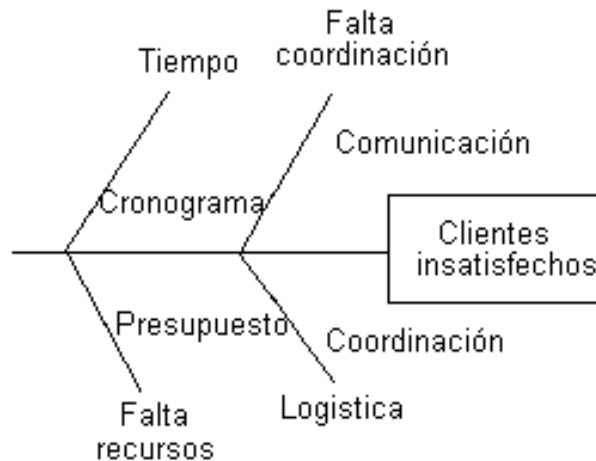 Falta
coordinación
Tiempo
Comunicación
Cronograma
Clientes
insatisfechos
Presupuesto
Coordinación
Logistica
Falta
recursos